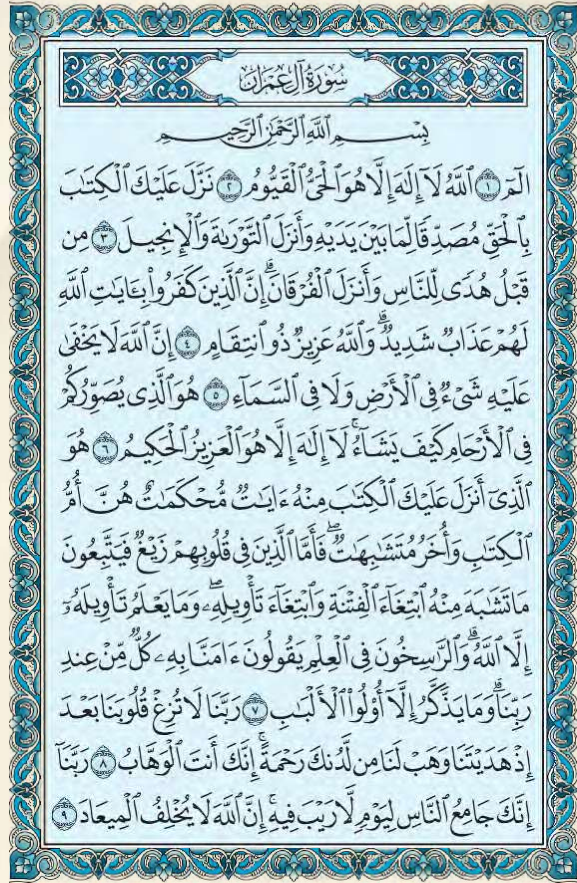 سُورَةُ آلِ عِمْرَانَ
بِسْمِ ٱللَّهِ ٱلرَّحْمَٰنِ ٱلرَّحِيمِ
الٓمٓ ١ ٱللَّهُ لَآ إِلَٰهَ إِلَّا هُوَ ٱلْحَىُّ ٱلْقَيُّومُ ٢ نَزَّلَ عَلَيْكَ ٱلْكِتَٰبَ
بِٱلْحَقِّ مُصَدِّقًا لِّمَا بَيْنَ يَدَيْهِ وَأَنزَلَ ٱلتَّوْرَىٰةَ وَٱلْإِنجِيلَ ٣ مِن
قَبْلُ هُدًى لِّلنَّاسِ وَأَنزَلَ ٱلْفُرْقَانَ ۗ إِنَّ ٱلَّذِينَ كَفَرُوا۟ بِـَٔايَٰتِ ٱللَّهِ
لَهُمْ عَذَابٌ شَدِيدٌ ۗ وَٱللَّهُ عَزِيزٌ ذُو ٱنتِقَامٍ ٤ إِنَّ ٱللَّهَ لَا يَخْفَىٰ
عَلَيْهِ شَىْءٌ فِى ٱلْأَرْضِ وَلَا فِى ٱلسَّمَآءِ ٥ هُوَ ٱلَّذِى يُصَوِّرُكُمْ
فِى ٱلْأَرْحَامِ كَيْفَ يَشَآءُ ۚ لَآ إِلَٰهَ إِلَّا هُوَ ٱلْعَزِيزُ ٱلْحَكِيمُ ٦ هُوَ
ٱلَّذِىٓ أَنزَلَ عَلَيْكَ ٱلْكِتَٰبَ مِنْهُ ءَايَٰتٌ مُّحْكَمَٰتٌ هُنَّ أُمُّ
ٱلْكِتَٰبِ وَأُخَرُ مُتَشَٰبِهَٰتٌ ۖ فَأَمَّا ٱلَّذِينَ فِى قُلُوبِهِمْ زَيْغٌ فَيَتَّبِعُونَ
مَا تَشَٰبَهَ مِنْهُ ٱبْتِغَآءَ ٱلْفِتْنَةِ وَٱبْتِغَآءَ تَأْوِيلِهِۦ ۗ وَمَا يَعْلَمُ تَأْوِيلَهُۥٓ
إِلَّا ٱللَّهُ ۗ وَٱلرَّٰسِخُونَ فِى ٱلْعِلْمِ يَقُولُونَ ءَامَنَّا بِهِۦ كُلٌّ مِّنْ عِندِ
رَبِّنَا ۗ وَمَا يَذَّكَّرُ إِلَّآ أُو۟لُوا۟ ٱلْأَلْبَٰبِ ٧ رَبَّنَا لَا تُزِغْ قُلُوبَنَا بَعْدَ
إِذْ هَدَيْتَنَا وَهَبْ لَنَا مِن لَّدُنكَ رَحْمَةً ۚ إِنَّكَ أَنتَ ٱلْوَهَّابُ ٨ رَبَّنَآ
إِنَّكَ جَامِعُ ٱلنَّاسِ لِيَوْمٍ لَّا رَيْبَ فِيهِ ۚ إِنَّ ٱللَّهَ لَا يُخْلِفُ ٱلْمِيعَادَ ٩